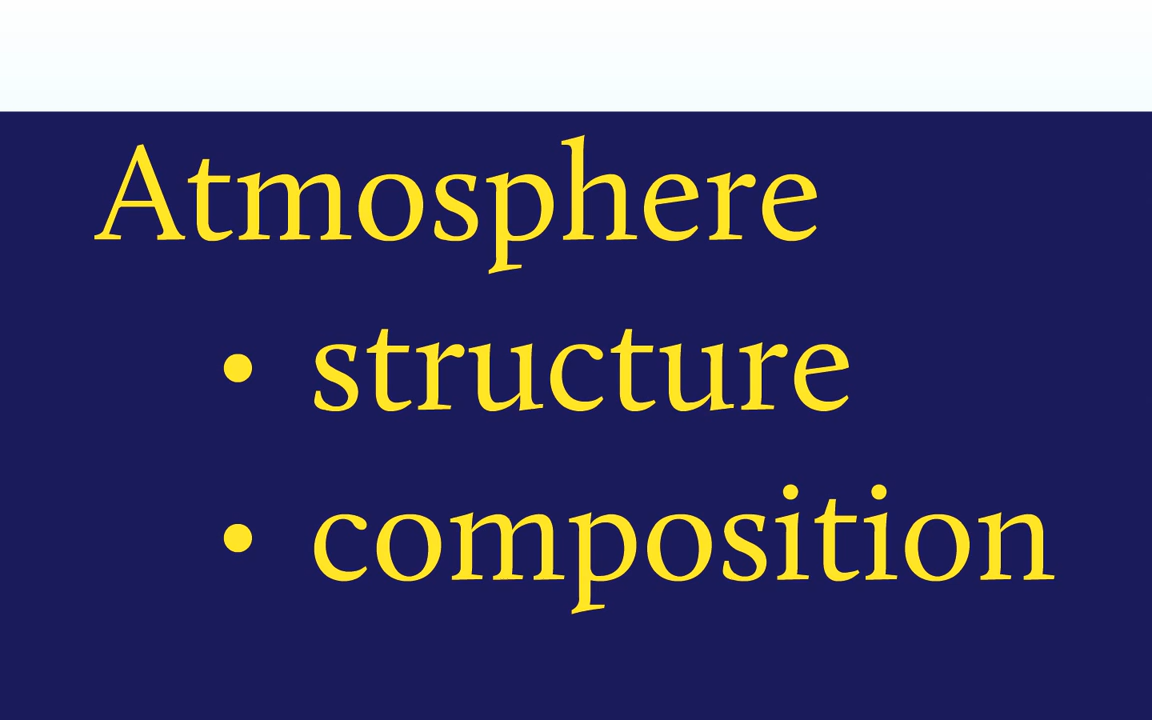 Atmosphere
• structure
• composition